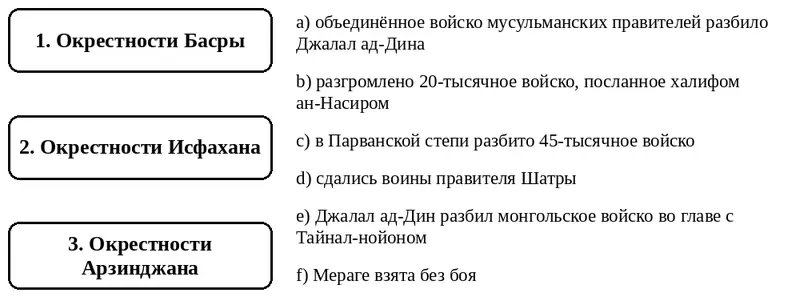 1. Окрестности Басры
2. Окрестности Исфахана
3. Окрестности
Арзинджана
a) объединённое войско мусульманских правителей разбило
Джалал ад-Дина
b) разгромлено 20-тысячное войско, посланное халифом
ан-Насиром
c) в Парванской степи разбито 45-тысячное войско
d) сдались воины правителя Шатры
e) Джалал ад-Дин разбил монгольское войско во главе с
Тайнал-нойоном
f) Мераге взята без боя